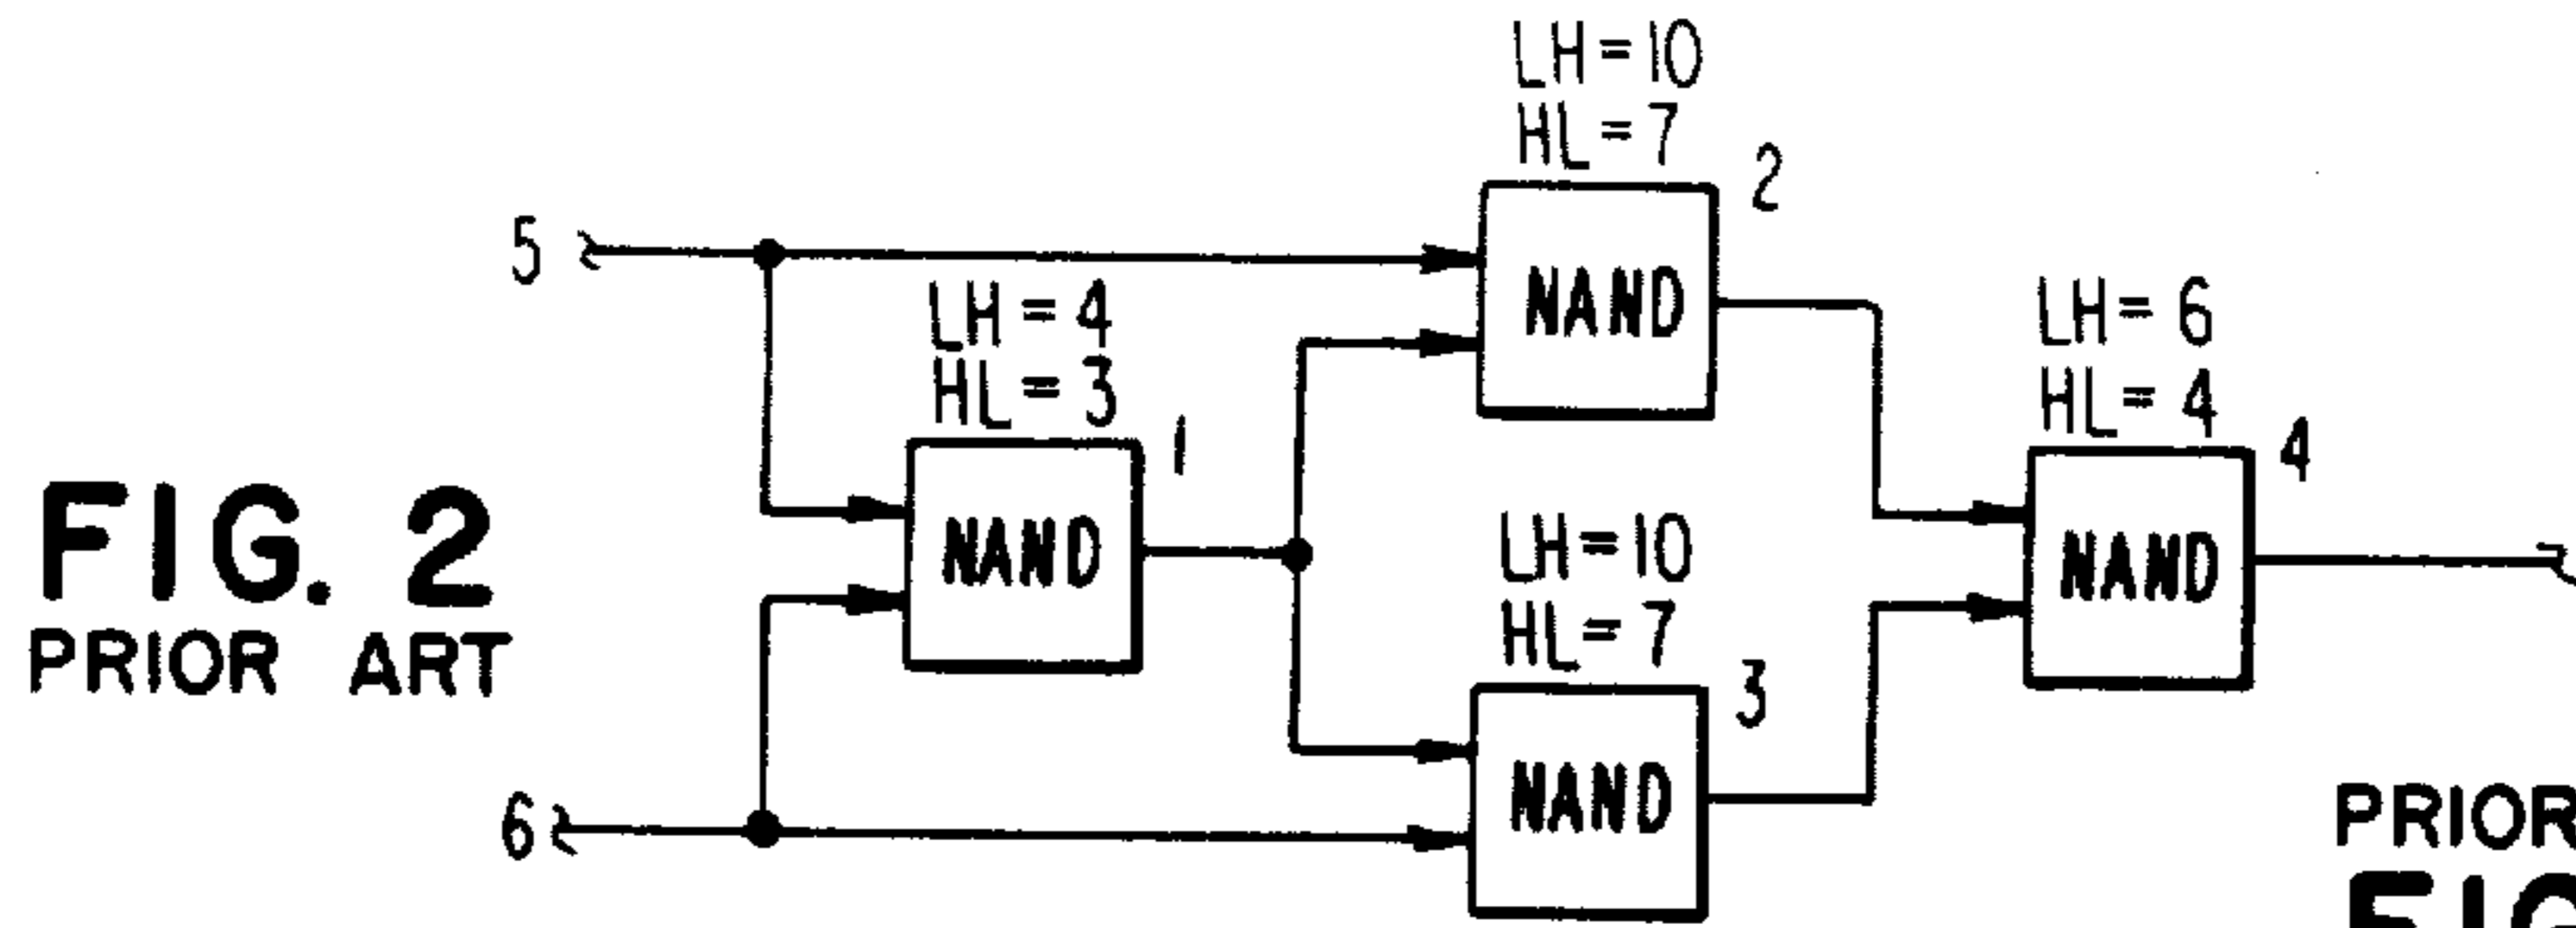 LH=10
HL=7
2
5
LH=4
HL=3
1
NAND
NAND
LH=6
HL=4
4
FIG. 2
PRIOR ART
LH=10
HL=7
3
NAND
NAND
6
PRIOR